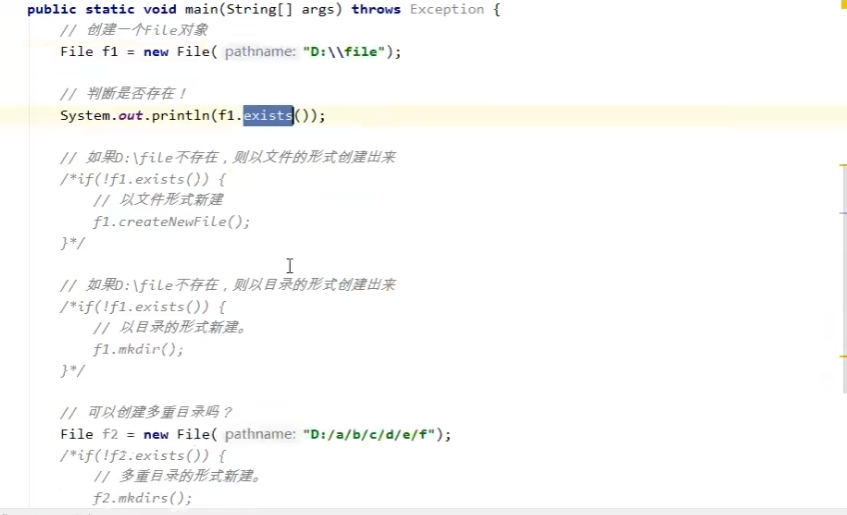 public static void main(String[] args) throws Exception {
// 创建一个File对象
File f1 = new File( pathname: "D:\\file");
// 判断是否存在！
System.out.println(f1.exists());
// 如果D:\file不存在，则以文件的形式创建出来
/*if(!f1.exists()) {
// 以文件形式新建
f1.createNewFile();
}*/
// 如果D:\file不存在，则以目录的形式创建出来
/*if(!f1.exists()) {
// 以目录的形式新建。
f1.mkdir();
}*/
// 可以创建多重目录吗？
File f2 = new File( pathname: "D:/a/b/c/d/e/f");
/*if(!f2.exists()) {
// 多重目录的形式新建。
f2.mkdirs();